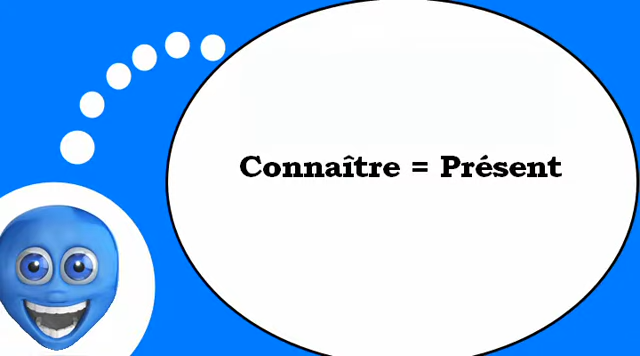 Connaître = Présent